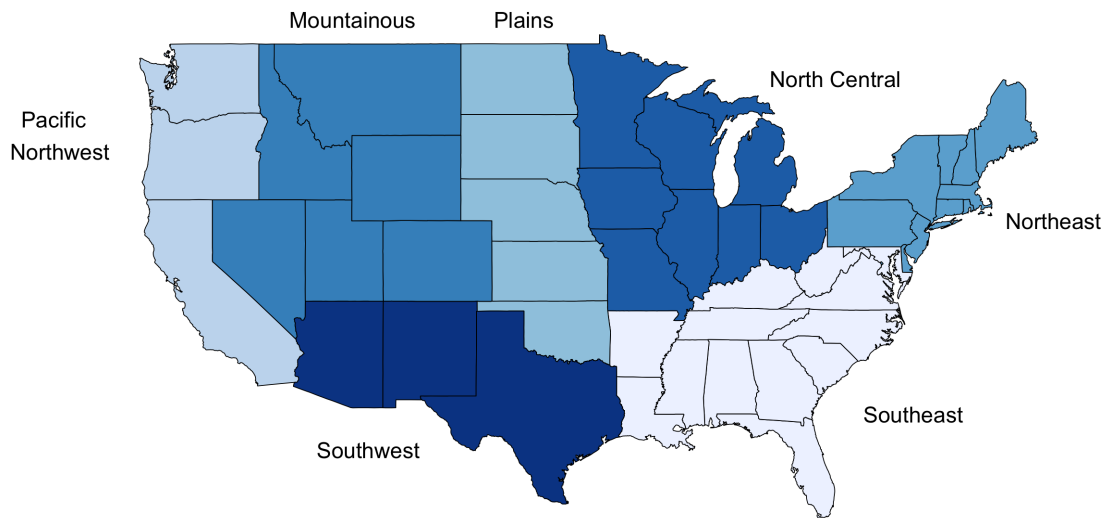 Mountainous
Plains
North Central
Pacific
Northwest
Northeast
Southeast
Southwest